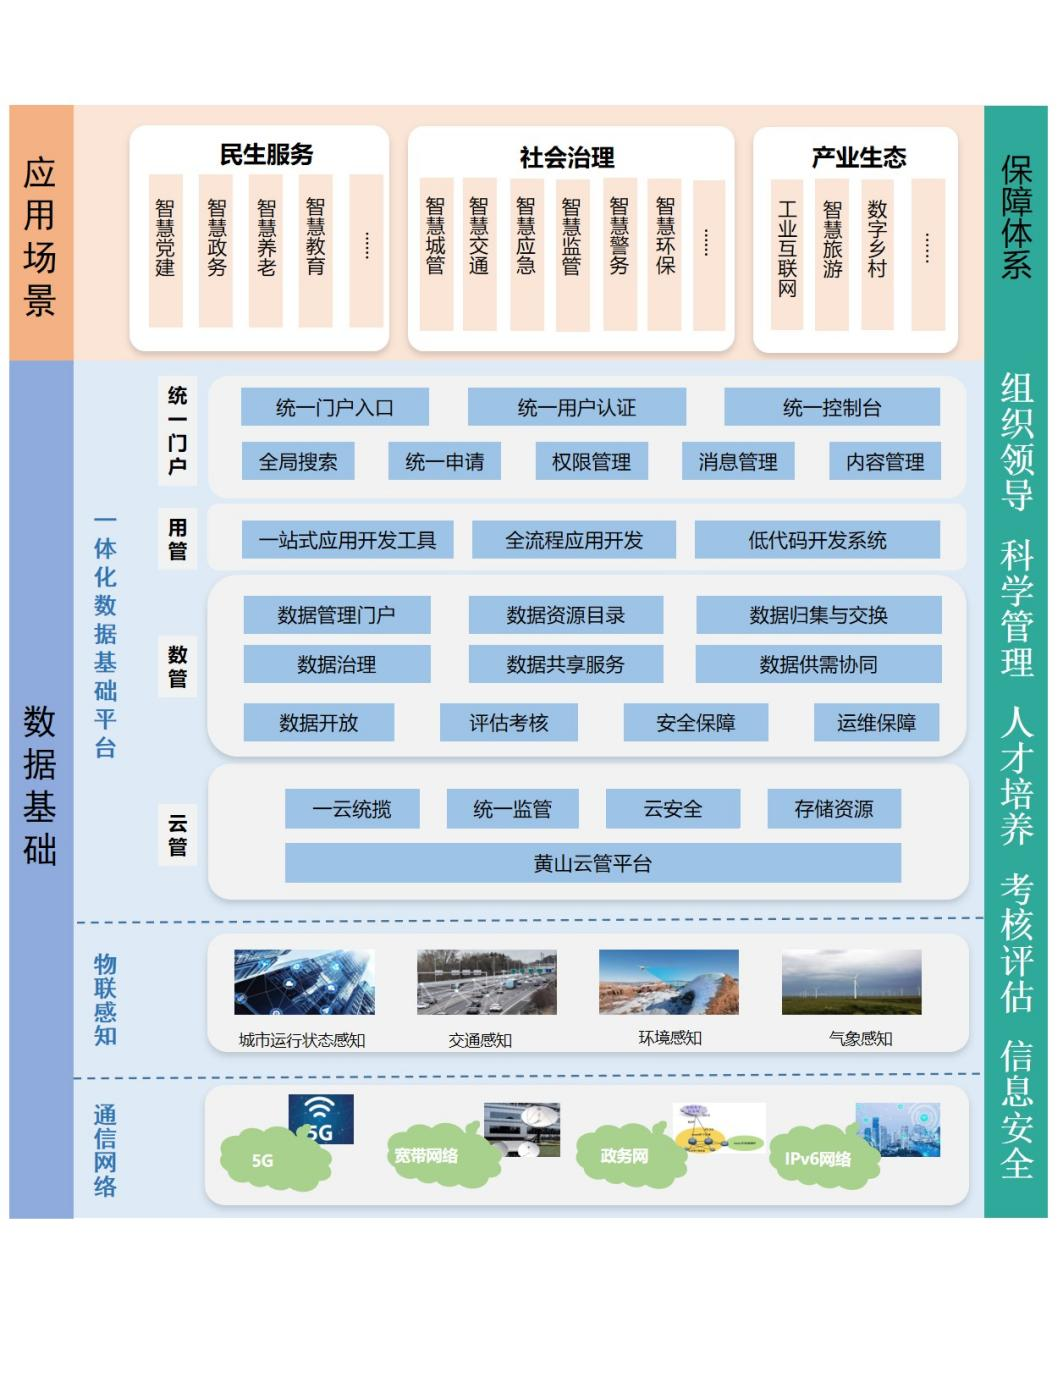 应用场景
民生服务
智慧党建
智慧政务
智慧养老
智慧教育
……
社会治理
智慧城管
智慧交通
智慧应急
智慧监管
智慧警务
智慧环保
……
产业生态
工业互联网
智慧旅游
数字乡村
……
数据基础
一体化数据基础平台
统一门户
统一门户入口
统一用户认证
统一控制台
全局搜索
统一申请
权限管理
消息管理
内容管理
用管
一站式应用开发工具
全流程应用开发
低代码开发系统
数管
数据管理门户
数据资源目录
数据归集与交换
数据治理
数据共享服务
数据供需协同
数据开放
评估考核
安全保障
运维保障
云管
一云统揽
统一监管
云安全
存储资源
黄山云管平台
物联感知
城市运行状态感知
交通感知
环境感知
气象感知
通信网络
5G
5G
宽带网络
政务网
IPv6网络
保障体系
组织领导
科学管理
人才培养
考核评估
信息安全